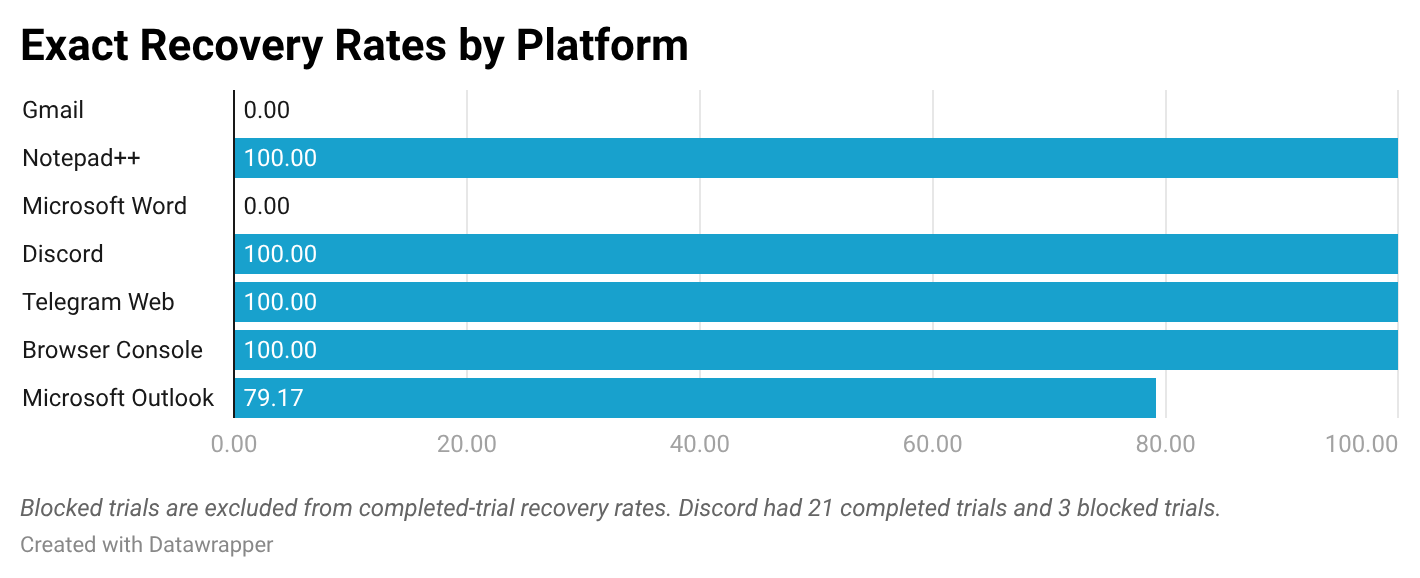 Exact Recovery Rates by Platform
Gmail 0.00
Notepad++ 100.00
Microsoft Word 0.00
Discord 100.00
Telegram Web 100.00
Browser Console 100.00
Microsoft Outlook 79.17
0.00 20.00 40.00 60.00 80.00 100.00
Blocked trials are excluded from completed-trial recovery rates. Discord had 21 completed trials and 3 blocked trials.
Created with Datawrapper